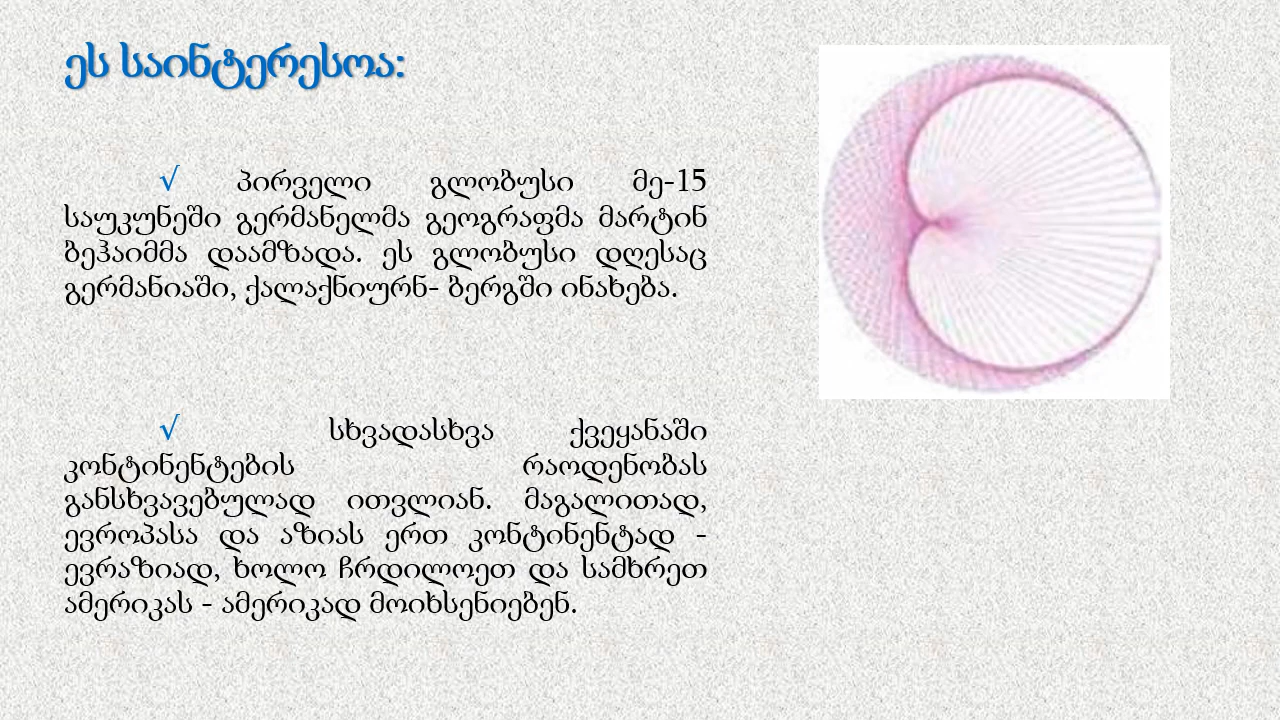 ეს საინტერესოა:
√ პირველი გლობუსი მე-15
საუკუნეში გერმანელმა გეოგრაფმა მარტინ
ბეჰაიმმა დაამზადა. ეს გლობუსი დღესაც
გერმანიაში, ქალაქნიურნ- ბერგში ინახება.
√ სხვადასხვა ქვეყანაში
კონტინენტების რაოდენობას
განსხვავებულად ითვლიან. მაგალითად,
ევროპასა და აზიას ერთ კონტინენტად -
ევრაზიად, ხოლო ჩრდილოეთ და სამხრეთ
ამერიკას - ამერიკად მოიხსენიებენ.